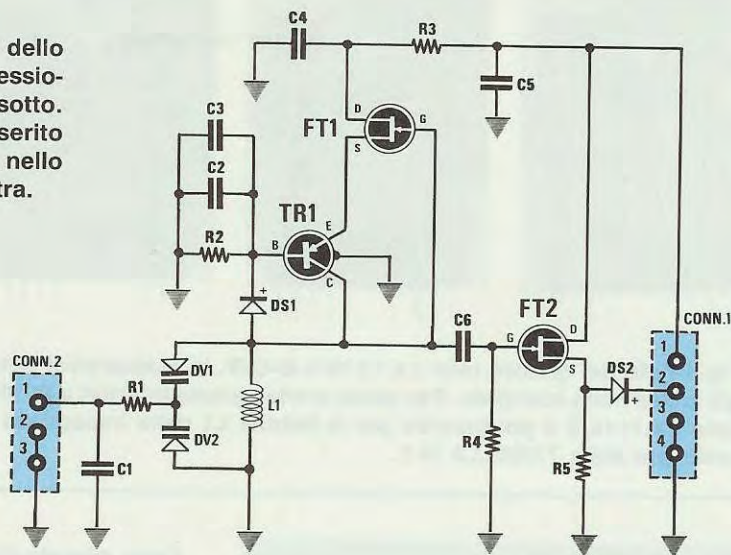 dello
essio-
sotto.
serito
nello
tra.
C4
R3
C5
D
G
S
FT1
C3
C2
R2
TR1
B
E
C
DS1
C6
FT2
G
D
S
DS2
CONN.1
1
2
3
4
CONN.2
1
2
3
R1
DV1
DV2
L1
C1
R4
R5